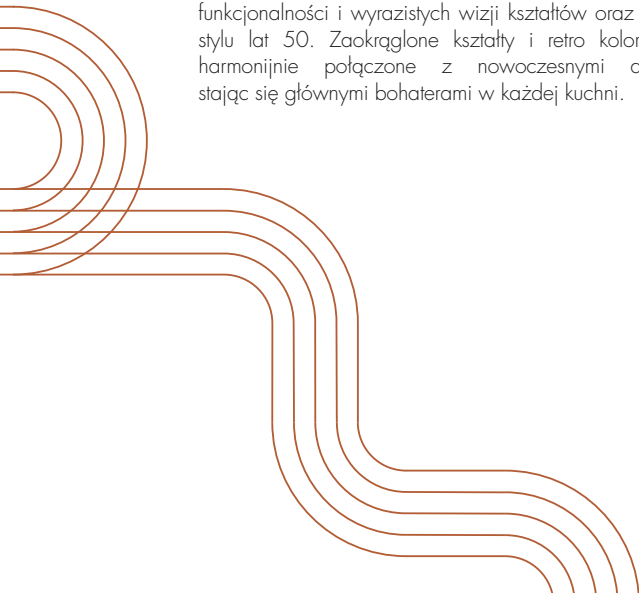 funkcjonalności i wyrazistych wizji kształtów oraz
stylu lat 50. Zaokrąglone kształty i retro kolor
harmonijnie połączone z nowoczesnymi
stając się głównymi bohaterami w każdej kuchni.